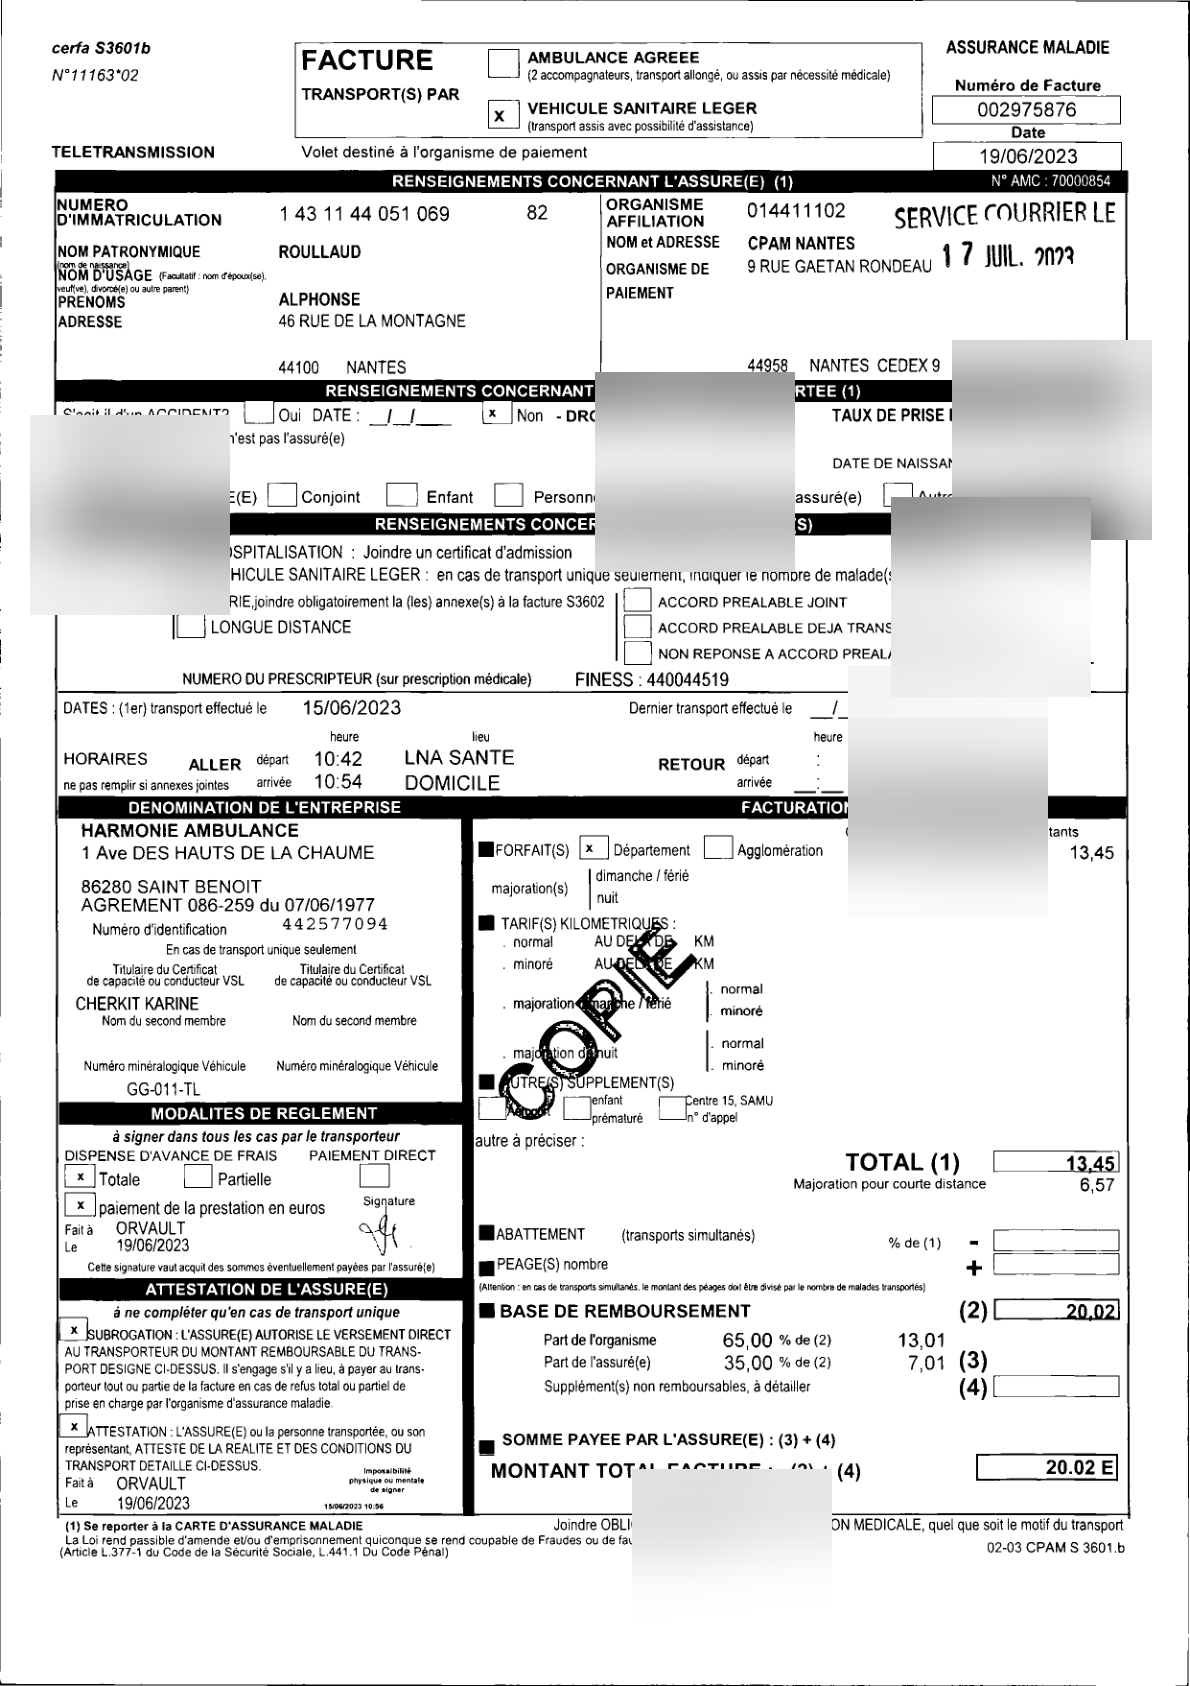 cerfa S3601b
N°11163*02
FACTURE
TRANSPORT(S) PAR
AMBULANCE AGREEE
(2 accompagnateurs, transport allongé, ou assis par nécessité médicale)
x VEHICULE SANITAIRE LEGER
(transport assis avec possibilité d'assistance)
ASSURANCE MALADIE
Numéro de Facture
002975876
Date
19/06/2023
TELETRANSMISSION
Volet destiné à l'organisme de paiement
RENSEIGNEMENTS CONCERNANT L'ASSURE(E) (1)
N° AMC : 70000854
NUMERO D'IMMATRICULATION
1 43 11 44 051 069 82
NOM PATRONYMIQUE
(nom de naissance)
ROULLAUD
NOM D'USAGE (Facultatif : nom d'époux(se),
veuf(ve), divorcé(e) ou autre parent)
PRENOMS
ALPHONSE
ADRESSE
46 RUE DE LA MONTAGNE
44100 NANTES
ORGANISME AFFILIATION
014411102
SERVICE COURRIER LE
17 JUIL. 2023
NOM et ADRESSE
CPAM NANTES
ORGANISME DE
9 RUE GAETAN RONDEAU
PAIEMENT
44958 NANTES CEDEX 9
RENSEIGNEMENTS CONCERNANT
RTEE (1)
S'agit-il d'un ACCIDENT? Oui DATE : _/_/_ x Non - DRO
TAUX DE PRISE
n'est pas l'assuré(e)
DATE DE NAISSAN
E(E) Conjoint Enfant Personn
assuré(e) Autre
RENSEIGNEMENTS CONCER
S)
SPITALISATION : Joindre un certificat d'admission
HICULE SANITAIRE LEGER : en cas de transport unique seulement, indiquer le nombre de malade(s
RIE,joindre obligatoirement la (les) annexe(s) à la facture S3602
LONGUE DISTANCE
ACCORD PREALABLE JOINT
ACCORD PREALABLE DEJA TRANS
NON REPONSE A ACCORD PREALA
NUMERO DU PRESCRIPTEUR (sur prescription médicale) FINESS : 440044519
DATES : (1er) transport effectué le 15/06/2023
Dernier transport effectué le _/_
heure lieu heure
HORAIRES ALLER départ 10:42 LNA SANTE RETOUR départ :
ne pas remplir si annexes jointes arrivée 10:54 DOMICILE arrivée :
DENOMINATION DE L'ENTREPRISE
HARMONIE AMBULANCE
1 Ave DES HAUTS DE LA CHAUME
86280 SAINT BENOIT
AGREMENT 086-259 du 07/06/1977
Numéro d'identification 442577094
En cas de transport unique seulement
Titulaire du Certificat Titulaire du Certificat
de capacité ou conducteur VSL de capacité ou conducteur VSL
CHERKIT KARINE
Nom du second membre Nom du second membre
Numéro minéralogique Véhicule Numéro minéralogique Véhicule
GG-011-TL
MODALITES DE REGLEMENT
à signer dans tous les cas par le transporteur
DISPENSE D'AVANCE DE FRAIS PAIEMENT DIRECT
x Totale Partielle
x paiement de la prestation en euros Signature
Fait à ORVAULT
Le 19/06/2023
Cette signature vaut acquit des sommes éventuellement payées par l'assuré(e)
ATTESTATION DE L'ASSURE(E)
à ne compléter qu'en cas de transport unique
x SUBROGATION : L'ASSURE(E) AUTORISE LE VERSEMENT DIRECT
AU TRANSPORTEUR DU MONTANT REMBOURSABLE DU TRANS-
PORT DESIGNE CI-DESSUS. Il s'engage s'il y a lieu, à payer au trans-
porteur tout ou partie de la facture en cas de refus total ou partiel de
prise en charge par l'organisme d'assurance maladie.
x ATTESTATION : L'ASSURE(E) ou la personne transportée, ou son
représentant, ATTESTE DE LA REALITE ET DES CONDITIONS DU
TRANSPORT DETAILLE CI-DESSUS.
Fait à ORVAULT
Le 19/06/2023
Impossibilité
physique ou mentale
de signer
15/06/2023 10:56
FACTURATION
tants
FORFAIT(S) x Département Agglomération 13,45
majoration(s) dimanche / férié
nuit
TARIF(S) KILOMETRIQUES :
. normal AU DELA DE KM
. minoré AU DELA DE KM
. majoration dimanche / férié . normal
. minoré
. majoration de nuit . normal
. minoré
COPIE
AUTRE(S) SUPPLEMENT(S)
Aéroport enfant prématuré Centre 15, SAMU n° d'appel
autre à préciser :
TOTAL (1) 13,45
Majoration pour courte distance 6,57
ABATTEMENT (transports simultanés) % de (1) -
PEAGE(S) nombre +
(Attention : en cas de transports simultanés, le montant des péages doit être divisé par le nombre de malades transportés)
BASE DE REMBOURSEMENT (2) 20,02
Part de l'organisme 65,00 % de (2) 13,01
Part de l'assuré(e) 35,00 % de (2) 7,01 (3)
Supplément(s) non remboursables, à détailler (4)
SOMME PAYEE PAR L'ASSURE(E) : (3) + (4)
MONTANT TOTAL FACTURE : (2) + (4) 20.02 E
(1) Se reporter à la CARTE D'ASSURANCE MALADIE
Joindre OBLI
ON MEDICALE, quel que soit le motif du transport
La Loi rend passible d'amende et/ou d'emprisonnement quiconque se rend coupable de Fraudes ou de fau
(Article L.377-1 du Code de la Sécurité Sociale, L.441.1 Du Code Pénal)
02-03 CPAM S 3601.b